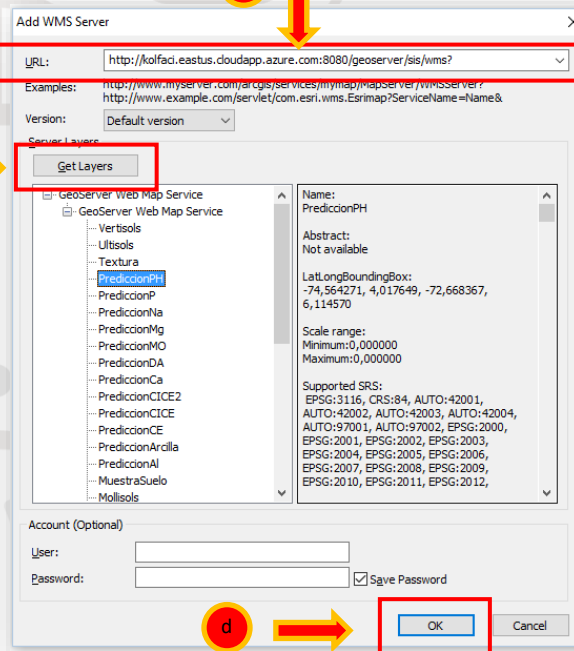 Add WMS Server
URL:
http://kolfaci.eastus.cloudapp.azure.com:8080/geoserver/sis/wms?
Examples:
http://www.myserver.com/arcgis/services/mymap/MapServer/WMSServer?
http://www.example.com/servlet/com.esri.wms.Esrimap?ServiceName=Name&
Version:
Default version
Server Layers
Get Layers
GeoServer Web Map Service
GeoServer Web Map Service
Vertisols
Ultisols
Textura
PrediccionPH
PrediccionP
PrediccionNa
PrediccionMg
PrediccionMO
PrediccionDA
PrediccionCa
PrediccionCICE2
PrediccionCICE
PrediccionCE
PrediccionArcilla
PrediccionAl
MuestraSuelo
Mollisols
Name:
PrediccionPH
Abstract:
Not available
LatLongBoundingBox:
-74,564271, 4,017649, -72,668367,
6,114570
Scale range:
Minimum:0,000000
Maximum:0,000000
Supported SRS:
EPSG:3116, CRS:84, AUTO:42001,
AUTO:42002, AUTO:42003, AUTO:42004,
AUTO:97001, AUTO:97002, EPSG:2000,
EPSG:2001, EPSG:2002, EPSG:2003,
EPSG:2004, EPSG:2005, EPSG:2006,
EPSG:2007, EPSG:2008, EPSG:2009,
EPSG:2010, EPSG:2011, EPSG:2012,
Account (Optional)
User:
Password:
Save Password
d
OK
Cancel